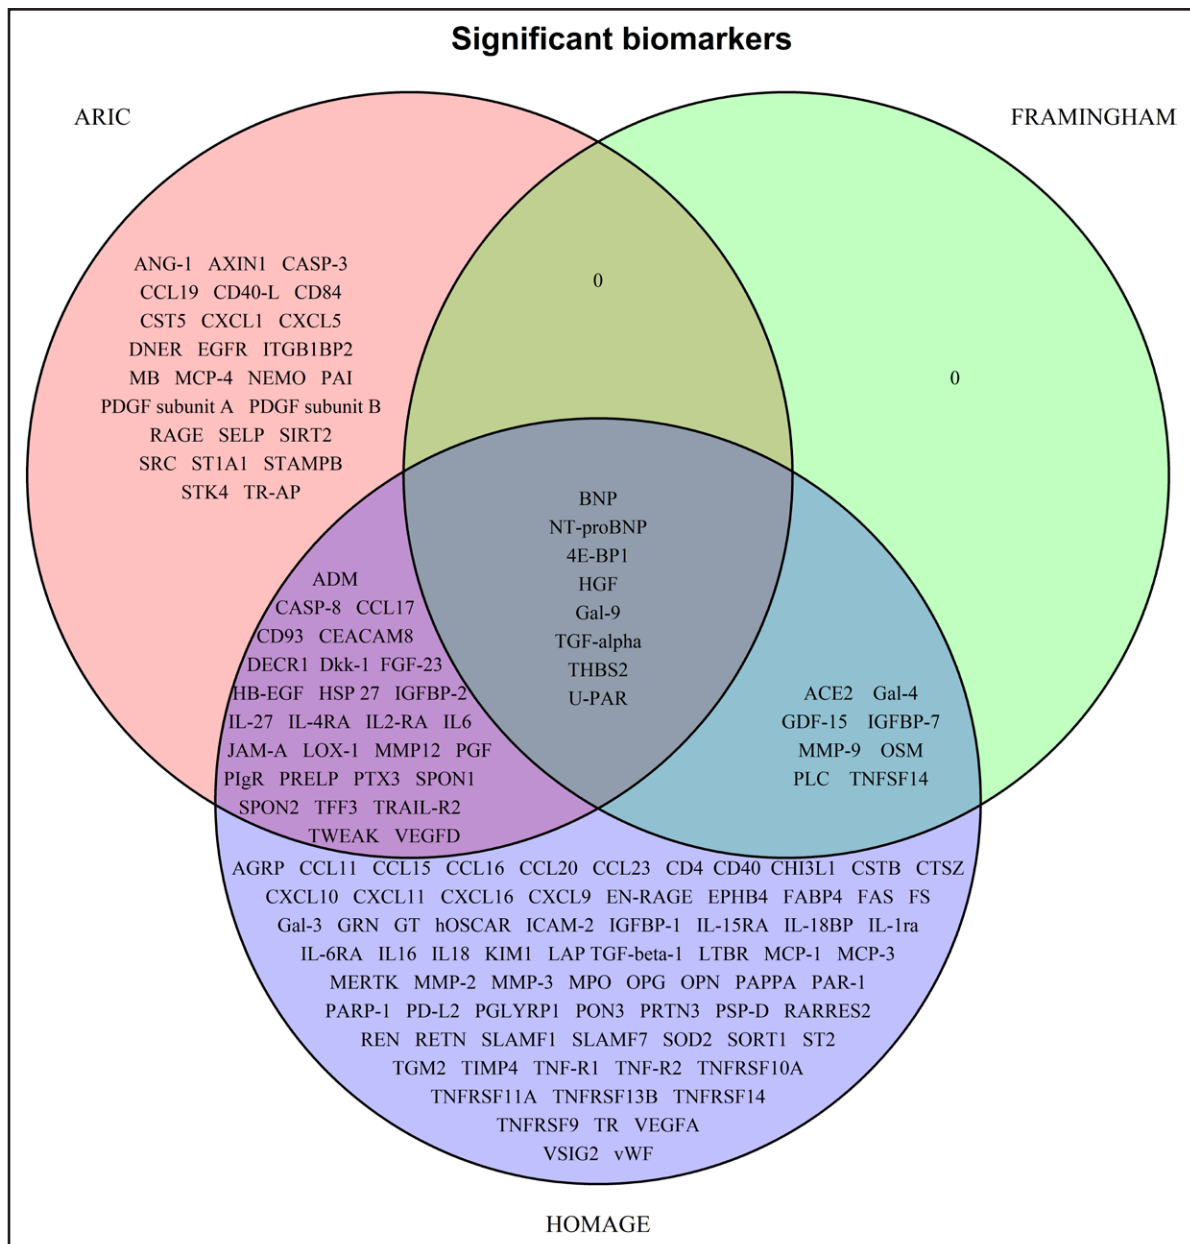 Significant biomarkers
ARIC
FRAMINGHAM
ANG-1 AXIN1 CASP-3
CCL19 CD40-L CD84
CST5 CXCL1 CXCL5
DNER EGFR ITGB1BP2
MB MCP-4 NEMO PAI
PDGF subunit A PDGF subunit B
RAGE SELP SIRT2
SRC ST1A1 STAMPB
STK4 TR-AP
0
0
BNP
NT-proBNP
4E-BP1
HGF
Gal-9
TGF-alpha
THBS2
U-PAR
ADM
CASP-8 CCL17
CD93 CEACAM8
DECR1 Dkk-1 FGF-23
HB-EGF HSP 27 IGFBP-2
IL-27 IL-4RA IL2-RA IL6
JAM-A LOX-1 MMP12 PGF
PIgR PRELP PTX3 SPON1
SPON2 TFF3 TRAIL-R2
TWEAK VEGFD
ACE2 Gal-4
GDF-15 IGFBP-7
MMP-9 OSM
PLC TNFSF14
AGRP CCL11 CCL15 CCL16 CCL20 CCL23 CD4 CD40 CHI3L1 CSTB CTSZ
CXCL10 CXCL11 CXCL16 CXCL9 EN-RAGE EPHB4 FABP4 FAS FS
Gal-3 GRN GT hOSCAR ICAM-2 IGFBP-1 IL-15RA IL-18BP IL-1ra
IL-6RA IL16 IL18 KIM1 LAP TGF-beta-1 LTBR MCP-1 MCP-3
MERTK MMP-2 MMP-3 MPO OPG OPN PAPPA PAR-1
PARP-1 PD-L2 PGLYRP1 PON3 PRTN3 PSP-D RARRES2
REN RETN SLAMF1 SLAMF7 SOD2 SORT1 ST2
TGM2 TIMP4 TNF-R1 TNF-R2 TNFRSF10A
TNFRSF11A TNFRSF13B TNFRSF14
TNFRSF9 TR VEGFA
VSIG2 vWF
HOMAGE